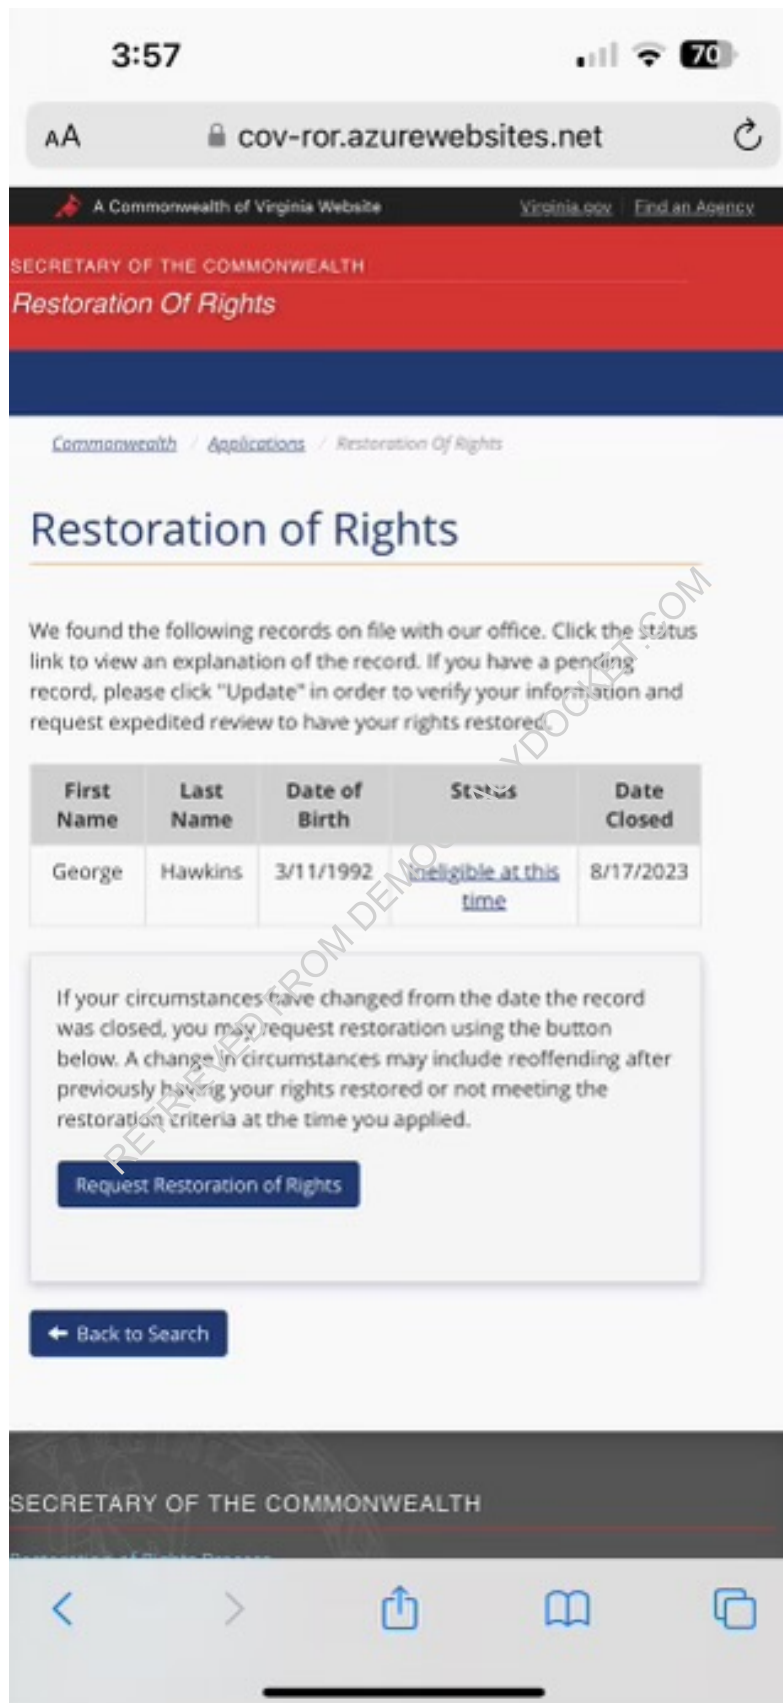 3:57
70
AA
cov-ror.azurewebsites.net
A Commonwealth of Virginia Website
Virginia.gov
Find an Agency
SECRETARY OF THE COMMONWEALTH
Restoration Of Rights
Commonwealth / Applications / Restoration Of Rights
Restoration of Rights
We found the following records on file with our office. Click the status
link to view an explanation of the record. If you have a pending
record, please click "Update" in order to verify your information and
request expedited review to have your rights restored.
First Name
Last Name
Date of Birth
Status
Date Closed
George
Hawkins
3/11/1992
Ineligible at this
time
8/17/2023
If your circumstances have changed from the date the record
was closed, you may request restoration using the button
below. A change in circumstances may include reoffending after
previously having your rights restored or not meeting the
restoration criteria at the time you applied.
Request Restoration of Rights
Back to Search
SECRETARY OF THE COMMONWEALTH
RETRIEVED FROM DEMOCRACYDOCKET.COM